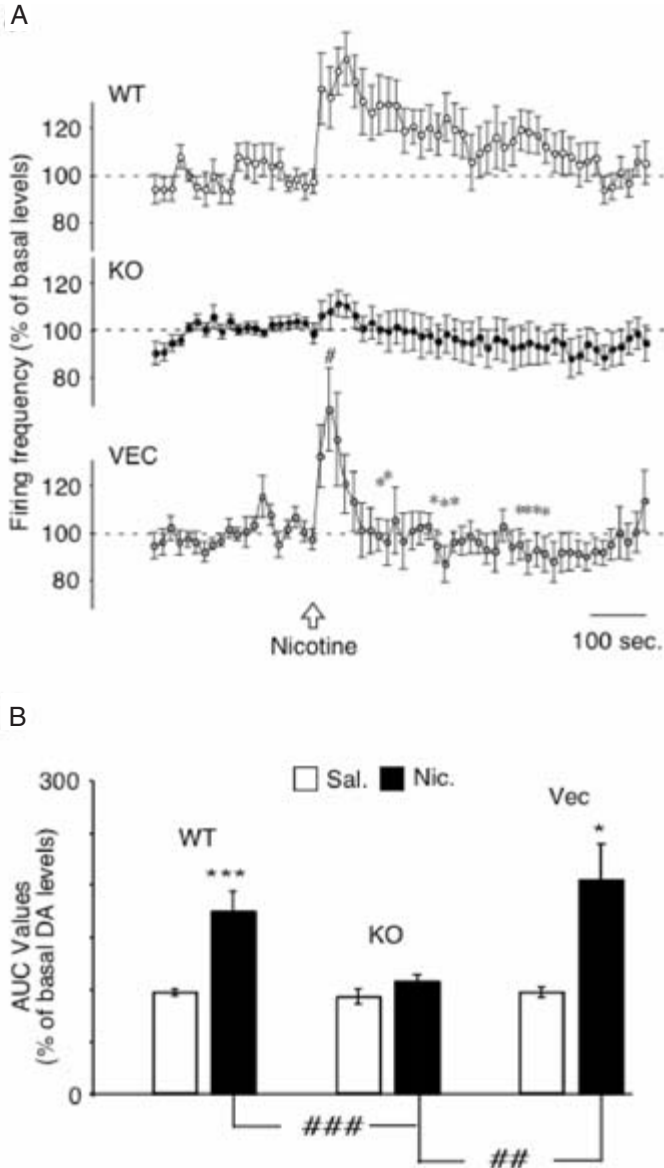 A
WT
120
100
80
KO
120
100
80
#
VEC
120
100
80
**
***
****
Firing frequency (% of basal levels)
Nicotine
100 sec.
B
300
0
Sal. Nic.
WT
***
KO
Vec
*
AUC Values
(% of basal DA levels)
###
##